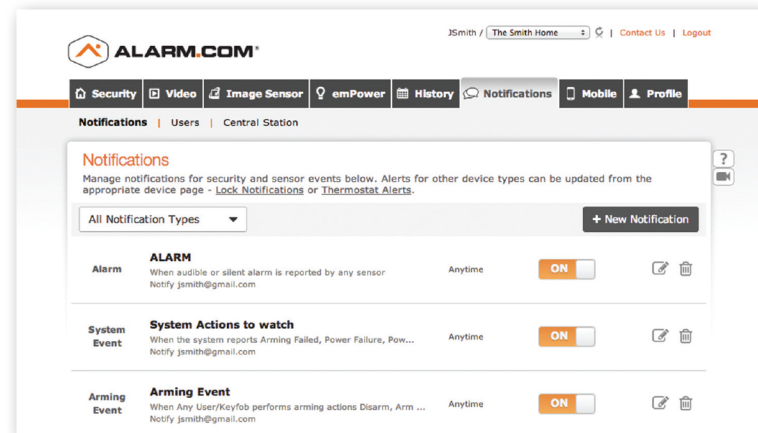 JSmith / The Smith Home | Contact Us | Logout
ALARM.COM®
Security Video Image Sensor emPower History Notifications Mobile Profile
Notifications | Users | Central Station
Notifications
Manage notifications for security and sensor events below. Alerts for other device types can be updated from the
appropriate device page - Lock Notifications or Thermostat Alerts.
?
All Notification Types
+ New Notification
Alarm
ALARM
When audible or silent alarm is reported by any sensor
Notify jsmith@gmail.com
Anytime
ON
System
Event
System Actions to watch
When the system reports Arming Failed, Power Failure, Pow...
Notify jsmith@gmail.com
Anytime
ON
Arming
Event
Arming Event
When Any User/Keyfob performs arming actions Disarm, Arm ...
Notify jsmith@gmail.com
Anytime
ON